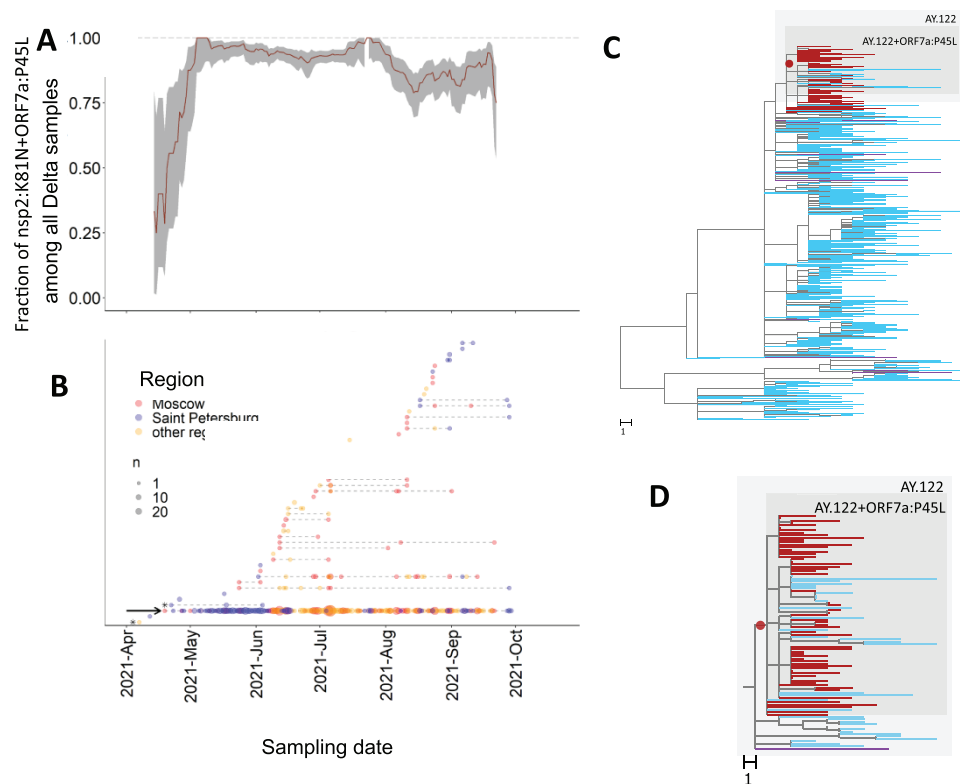 A
Fraction of nsp2:K81N+ORF7a:P45L
among all Delta samples
1.00
0.75
0.50
0.25
0.00
B
Region
Moscow
Saint Petersburg
other reg
n
1
10
20
*
*
2021-Apr
2021-May
2021-Jun
2021-Jul
2021-Aug
2021-Sep
2021-Oct
Sampling date
C
AY.122
AY.122+ORF7a:P45L
1
D
AY.122
AY.122+ORF7a:P45L
1